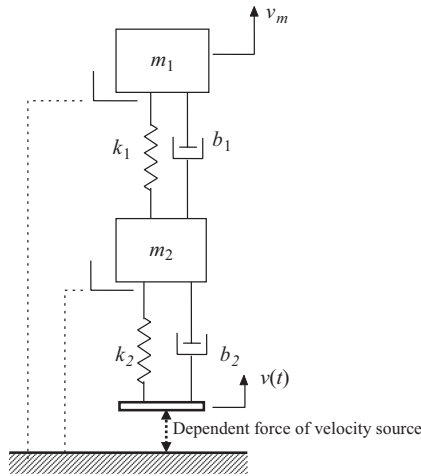 v_m
m_1
k_1
b_1
m_2
k_2
b_2
v(t)
Dependent force of velocity source